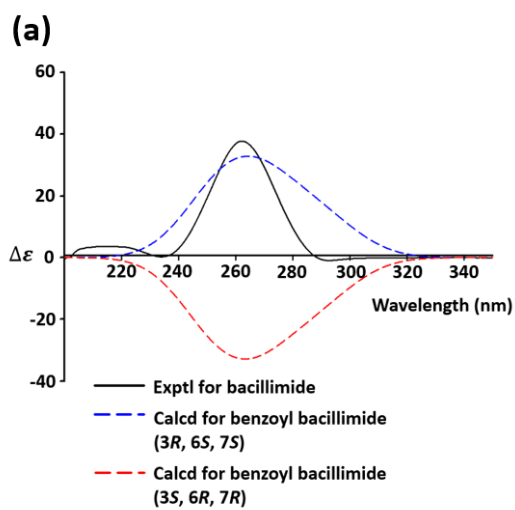 (a)
60
40
20
0
-20
-40
Δε
220 240 260 280 300 320 340
Wavelength (nm)
Exptl for bacillimide
Calcd for benzoyl bacillimide
(3R, 6S, 7S)
Calcd for benzoyl bacillimide
(3S, 6R, 7R)